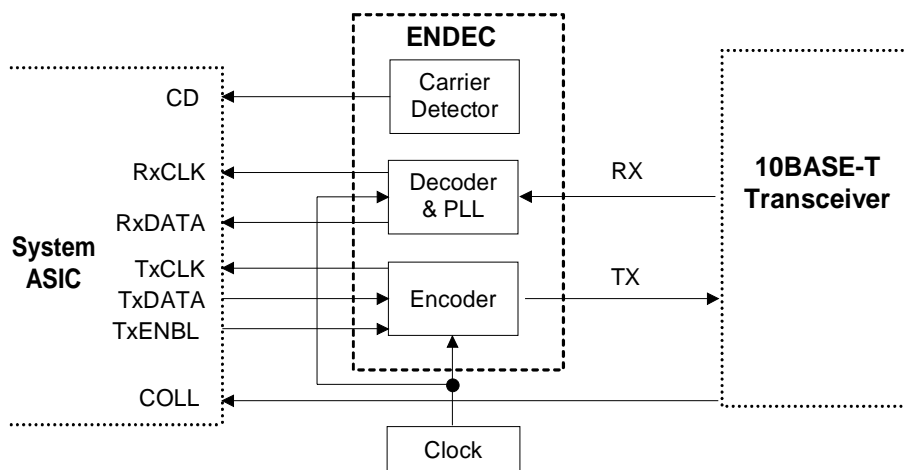 ENDEC
Carrier
Detector
CD
RxCLK
Decoder
& PLL
RX
10BASE-T
Transceiver
RxDATA
System
ASIC
TxCLK
TxDATA
Encoder
TX
TxENBL
COLL
Clock